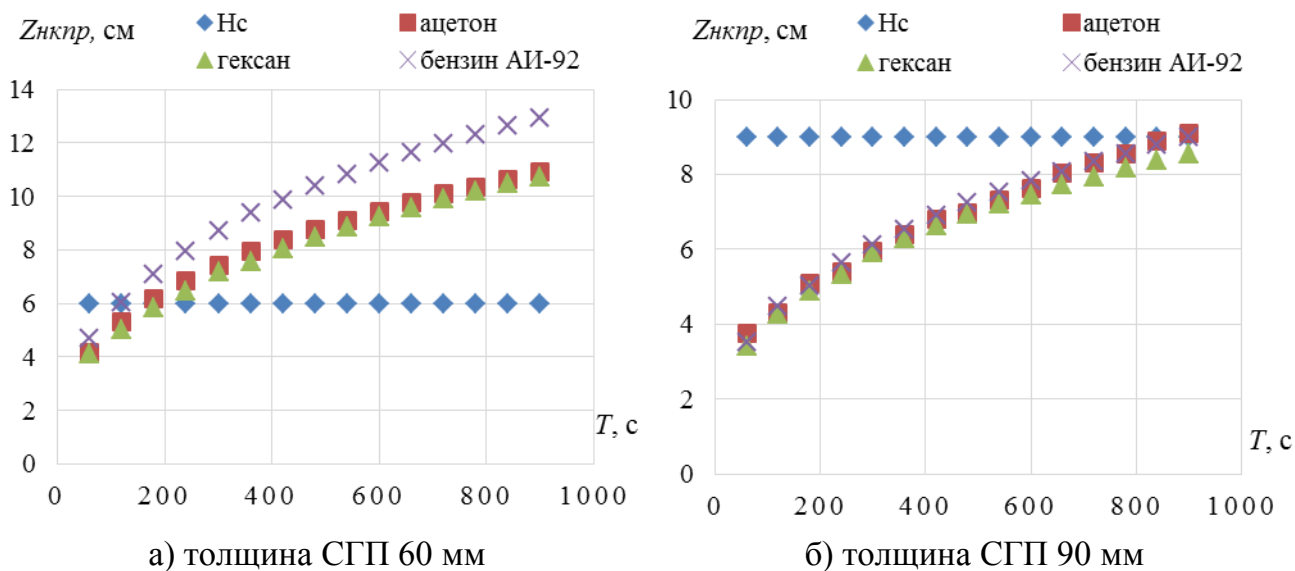 Zнкпр, см
Нс
ацетон
гексан
бензин АИ-92
14
12
10
8
6
4
2
0
T, с
0 200 400 600 800 1000
а) толщина СГП 60 мм
Zнкпр, см
Нс
ацетон
гексан
бензин АИ-92
10
8
6
4
2
0
T, с
0 200 400 600 800 1000
б) толщина СГП 90 мм